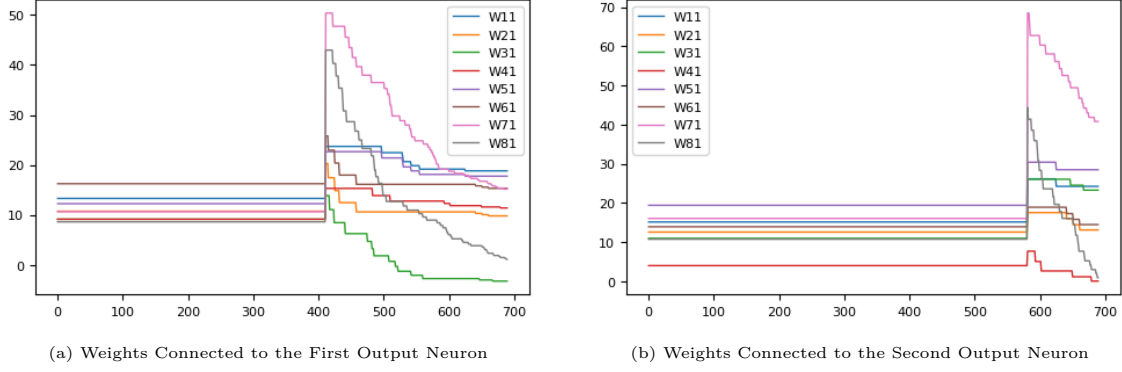 50
40
30
20
10
0
0 100 200 300 400 500 600 700
W11
W21
W31
W41
W51
W61
W71
W81
(a) Weights Connected to the First Output Neuron
70
60
50
40
30
20
10
0
0 100 200 300 400 500 600 700
W11
W21
W31
W41
W51
W61
W71
W81
(b) Weights Connected to the Second Output Neuron